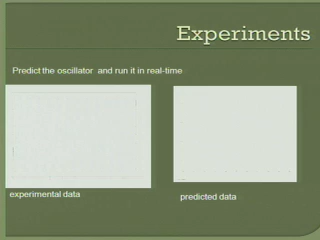 Experiments
Predict the oscillator and run it in real-time
experimental data
predicted data